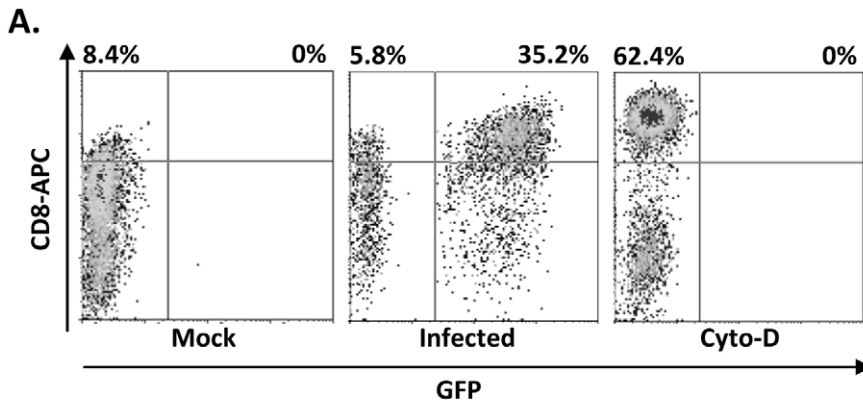 A.
8.4% 0% 5.8% 35.2% 62.4% 0%
CD8-APC
Mock Infected Cyto-D
GFP